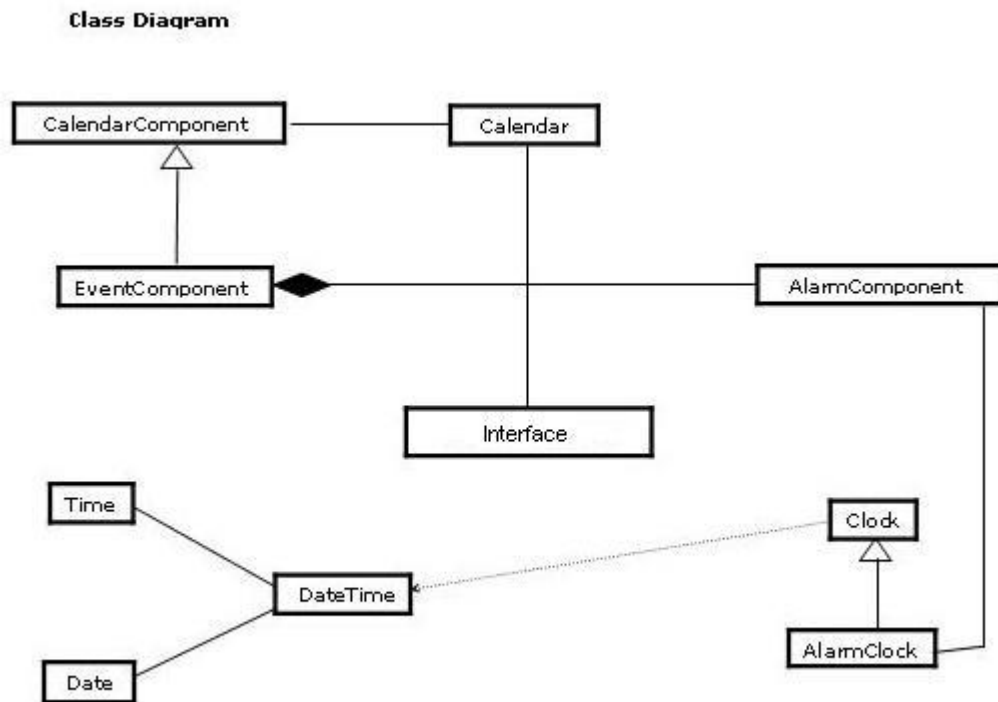 Class Diagram
CalendarComponent
Calendar
EventComponent
AlarmComponent
Interface
Time
Clock
DateTime
AlarmClock
Date